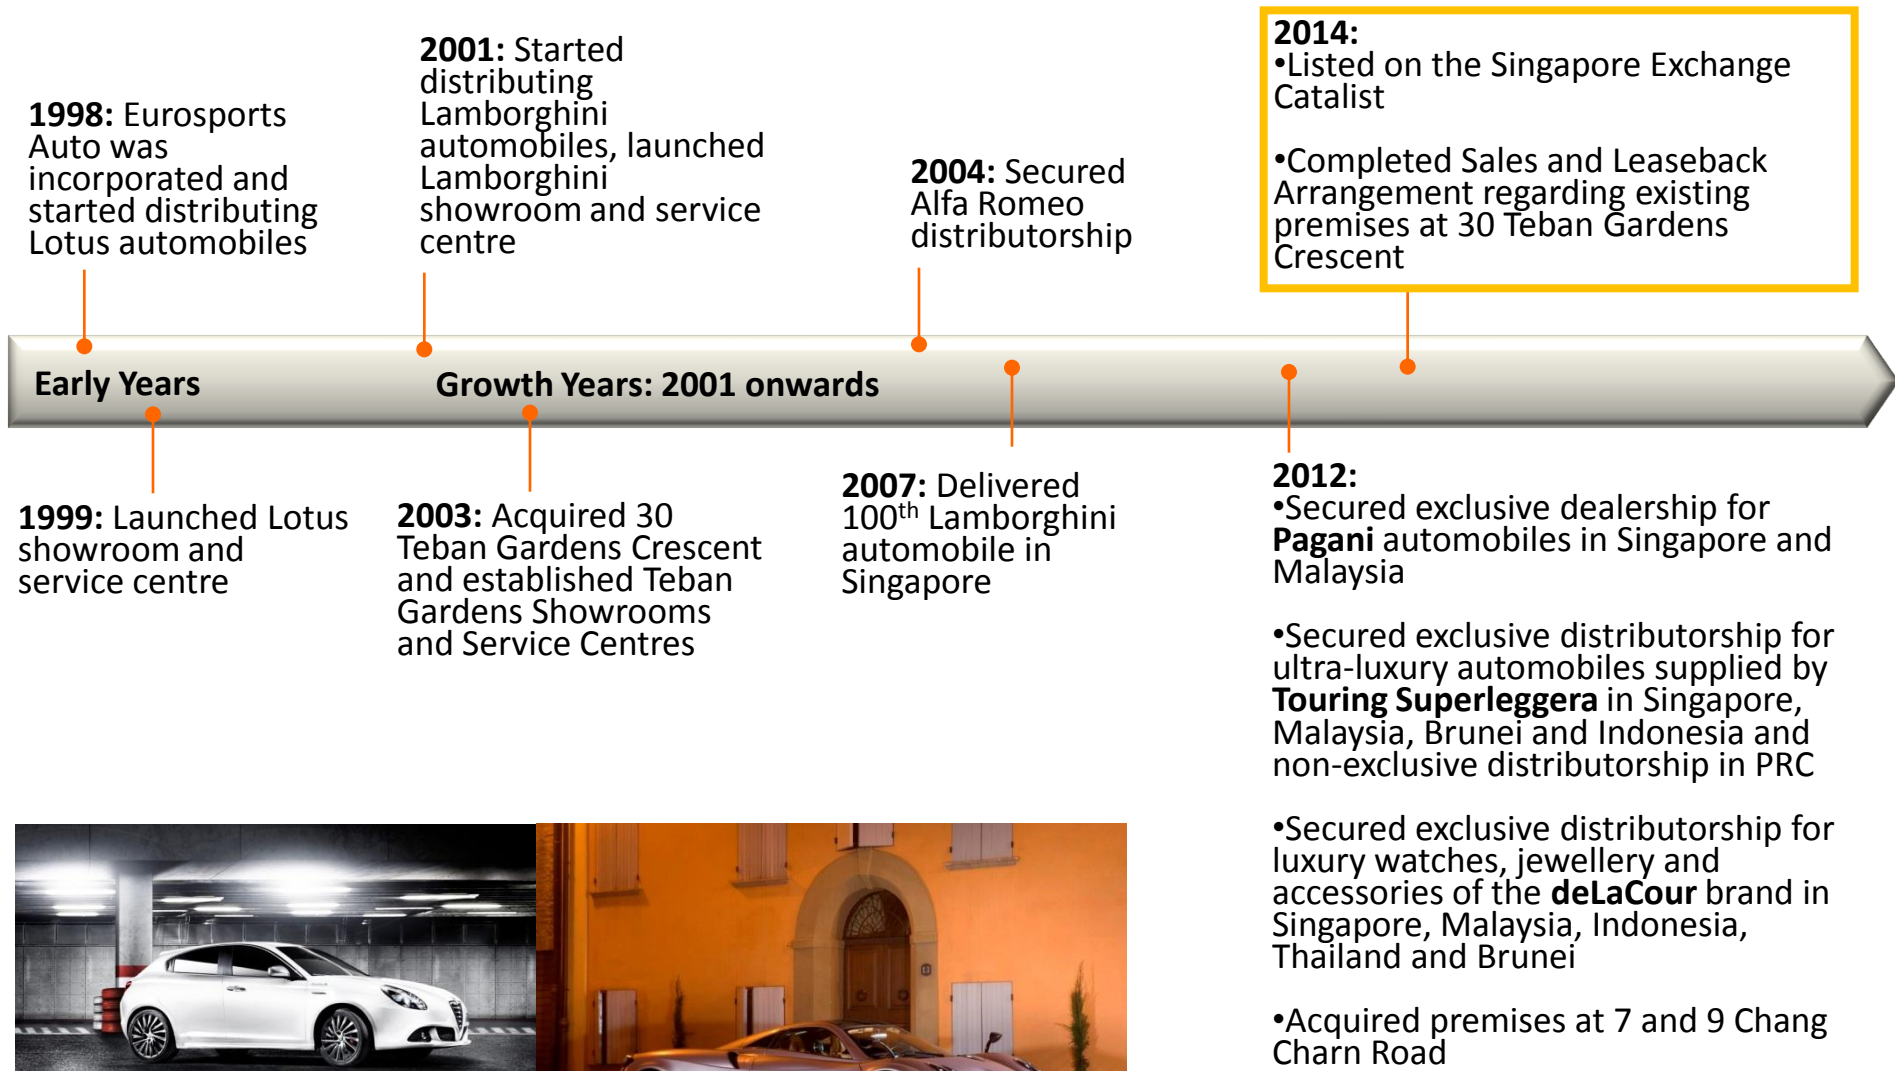 1998: Eurosports
Auto was
incorporated and
started distributing
Lotus automobiles
2001: Started
distributing
Lamborghini
automobiles, launched
Lamborghini
showroom and service
centre
2004: Secured
Alfa Romeo
distributorship
2014:
•Listed on the Singapore Exchange
Catalist
•Completed Sales and Leaseback
Arrangement regarding existing
premises at 30 Teban Gardens
Crescent
Early Years
Growth Years: 2001 onwards
1999: Launched Lotus
showroom and
service centre
2003: Acquired 30
Teban Gardens Crescent
and established Teban
Gardens Showrooms
and Service Centres
2007: Delivered
100th Lamborghini
automobile in
Singapore
2012:
•Secured exclusive dealership for
Pagani automobiles in Singapore and
Malaysia
•Secured exclusive distributorship for
ultra-luxury automobiles supplied by
Touring Superleggera in Singapore,
Malaysia, Brunei and Indonesia and
non-exclusive distributorship in PRC
•Secured exclusive distributorship for
luxury watches, jewellery and
accessories of the deLaCour brand in
Singapore, Malaysia, Indonesia,
Thailand and Brunei
•Acquired premises at 7 and 9 Chang
Charn Road